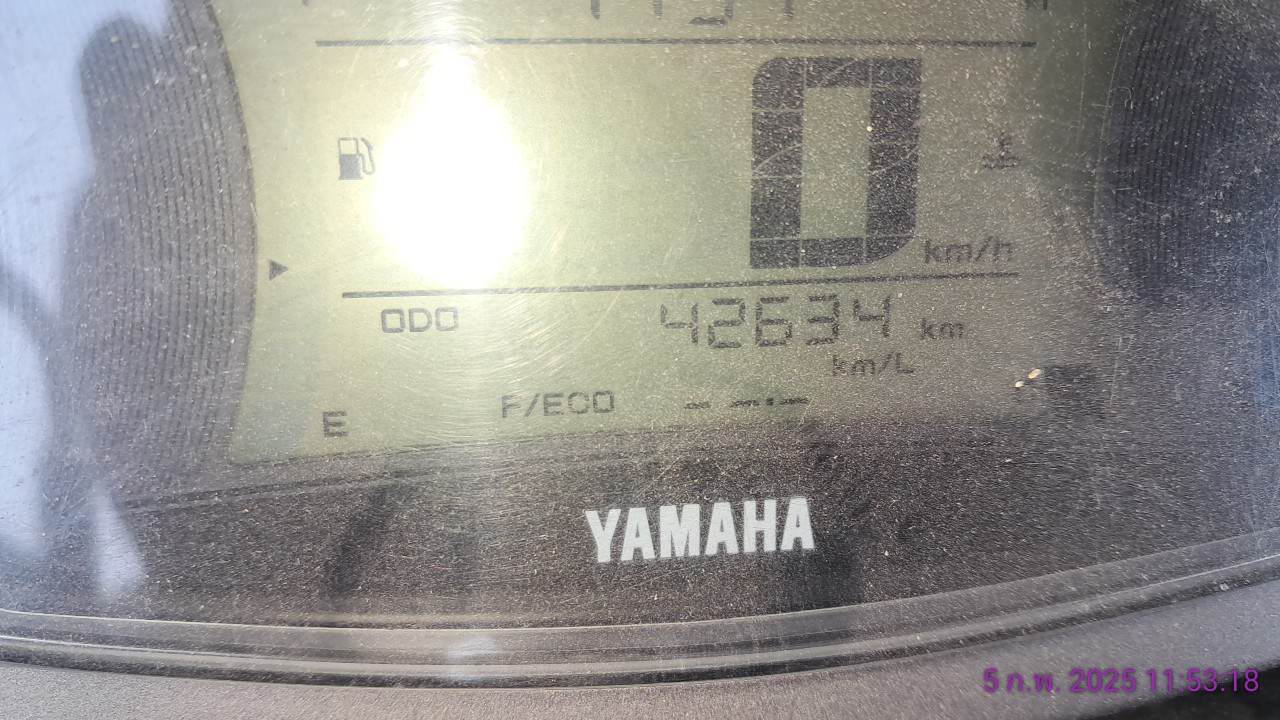 0
km/h
ODO 42634 km
km/L
F/ECO --.-
E
YAMAHA
5 ก.พ. 2025 11.53.18